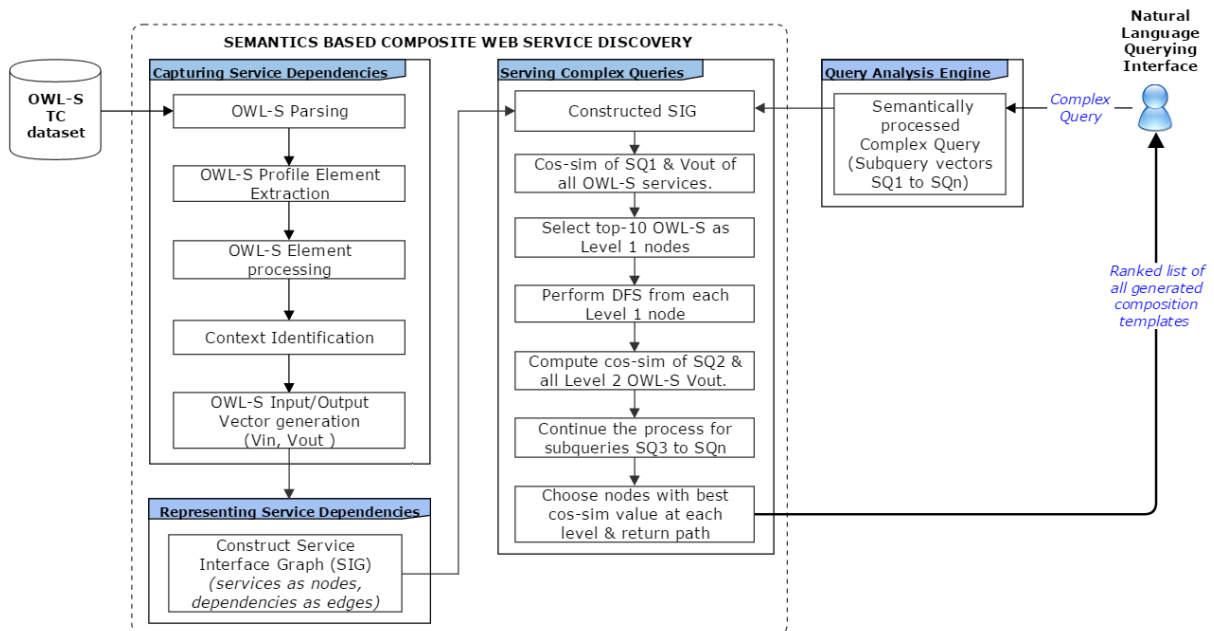 SEMANTICS BASED COMPOSITE WEB SERVICE DISCOVERY
OWL-S
TC
dataset
Capturing Service Dependencies
OWL-S Parsing
OWL-S Profile Element
Extraction
OWL-S Element
processing
Context Identification
OWL-S Input/Output
Vector generation
(Vin, Vout )
Representing Service Dependencies
Construct Service
Interface Graph (SIG)
(services as nodes,
dependencies as edges)
Serving Complex Queries
Constructed SIG
Cos-sim of SQ1 & Vout of
all OWL-S services.
Select top-10 OWL-S as
Level 1 nodes
Perform DFS from each
Level 1 node
Compute cos-sim of SQ2 &
all Level 2 OWL-S Vout.
Continue the process for
subqueries SQ3 to SQn
Choose nodes with best
cos-sim value at each
level & return path
Query Analysis Engine
Semantically
processed
Complex Query
(Subquery vectors
SQ1 to SQn)
Complex
Query
Natural
Language
Querying
Interface
Ranked list of
all generated
composition
templates